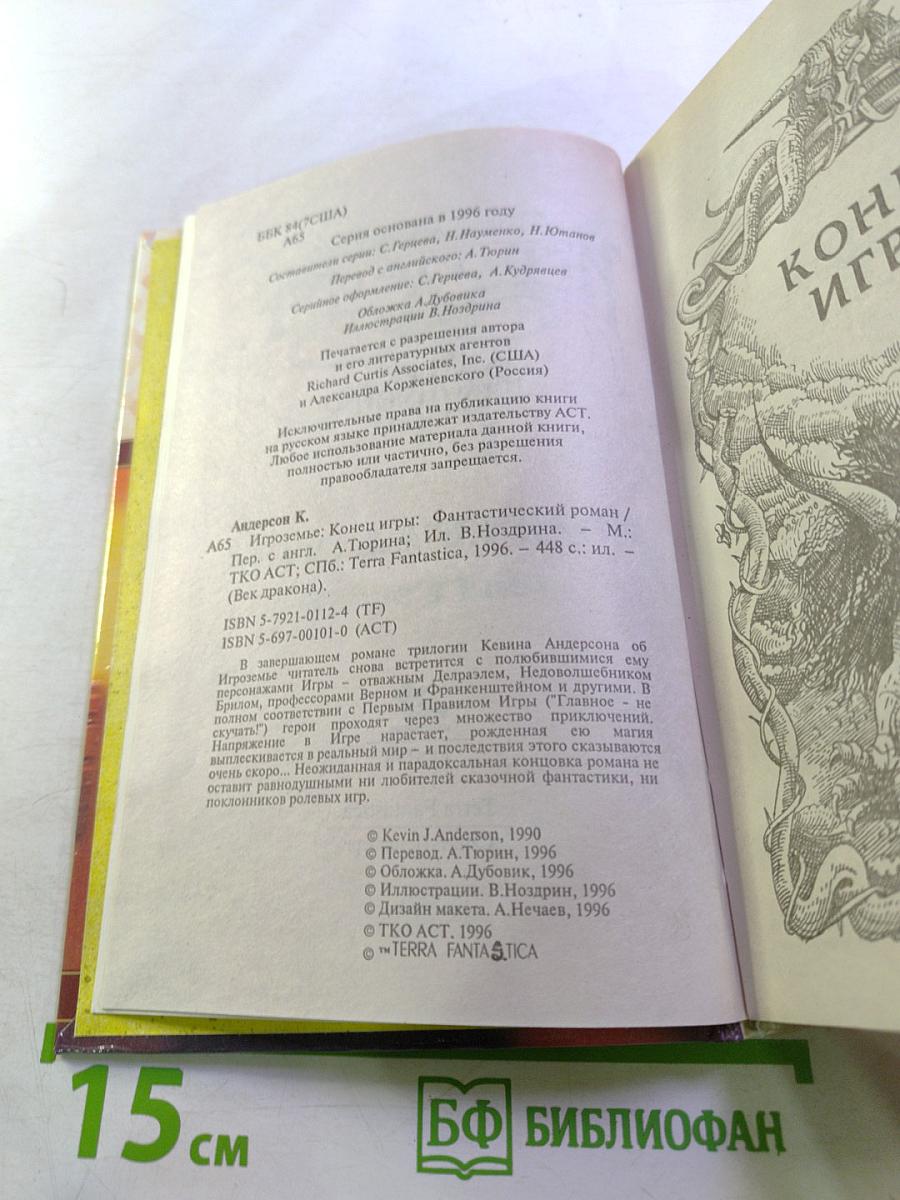 ББК 84(7США)
А65
Серия основана в 1996 году
Составители серии: С.Герцева, Н.Науменко, Н.Ютанов
Перевод с английского: А.Тюрин
Серийное оформление: С.Герцева, А.Кудрявцев
Обложка А.Дубовика
Иллюстрации В.Ноздрина
Печатается с разрешения автора
и его литературных агентов
Richard Curtis Associates, Inc. (США)
и Александра Корженевского (Россия)
Исключительные права на публикацию книги
на русском языке принадлежат издательству АСТ.
Любое использование материала данной книги,
полностью или частично, без разрешения
правообладателя запрещается.
Андерсон К.
А65 Игроземье: Конец игры: Фантастический роман /
Пер. с англ. А.Тюрина; Ил. В.Ноздрина. – М.:
ТКО АСТ; СПб.: Terra Fantastica, 1996. – 448 с.: ил. –
(Век дракона).
ISBN 5-7921-0112-4 (TF)
ISBN 5-697-00101-0 (АСТ)
В завершающем романе трилогии Кевина Андерсона об
Игроземье читатель снова встретится с полюбившимися ему
персонажами Игры – отважным Делраэлем, Недоволшебником
Брилом, профессорами Верном и Франкенштейном и другими. В
полном соответствии с Первым Правилом Игры ("Главное - не
скучать!") герои проходят через множество приключений.
Напряжение в Игре нарастает, рожденная ею магия
выплескивается в реальный мир – и последствия этого сказываются
очень скоро... Неожиданная и парадоксальная концовка романа не
оставит равнодушными ни любителей сказочной фантастики, ни
поклонников ролевых игр.
© Kevin J.Anderson, 1990
© Перевод. А.Тюрин, 1996
© Обложка. А.Дубовик, 1996
© Иллюстрации. В.Ноздрин, 1996
© Дизайн макета. А.Нечаев, 1996
© ТКО АСТ. 1996
© ™TERRA FANTASTICA
КОН
ИГР
15 см
БФ БИБЛИОФАН